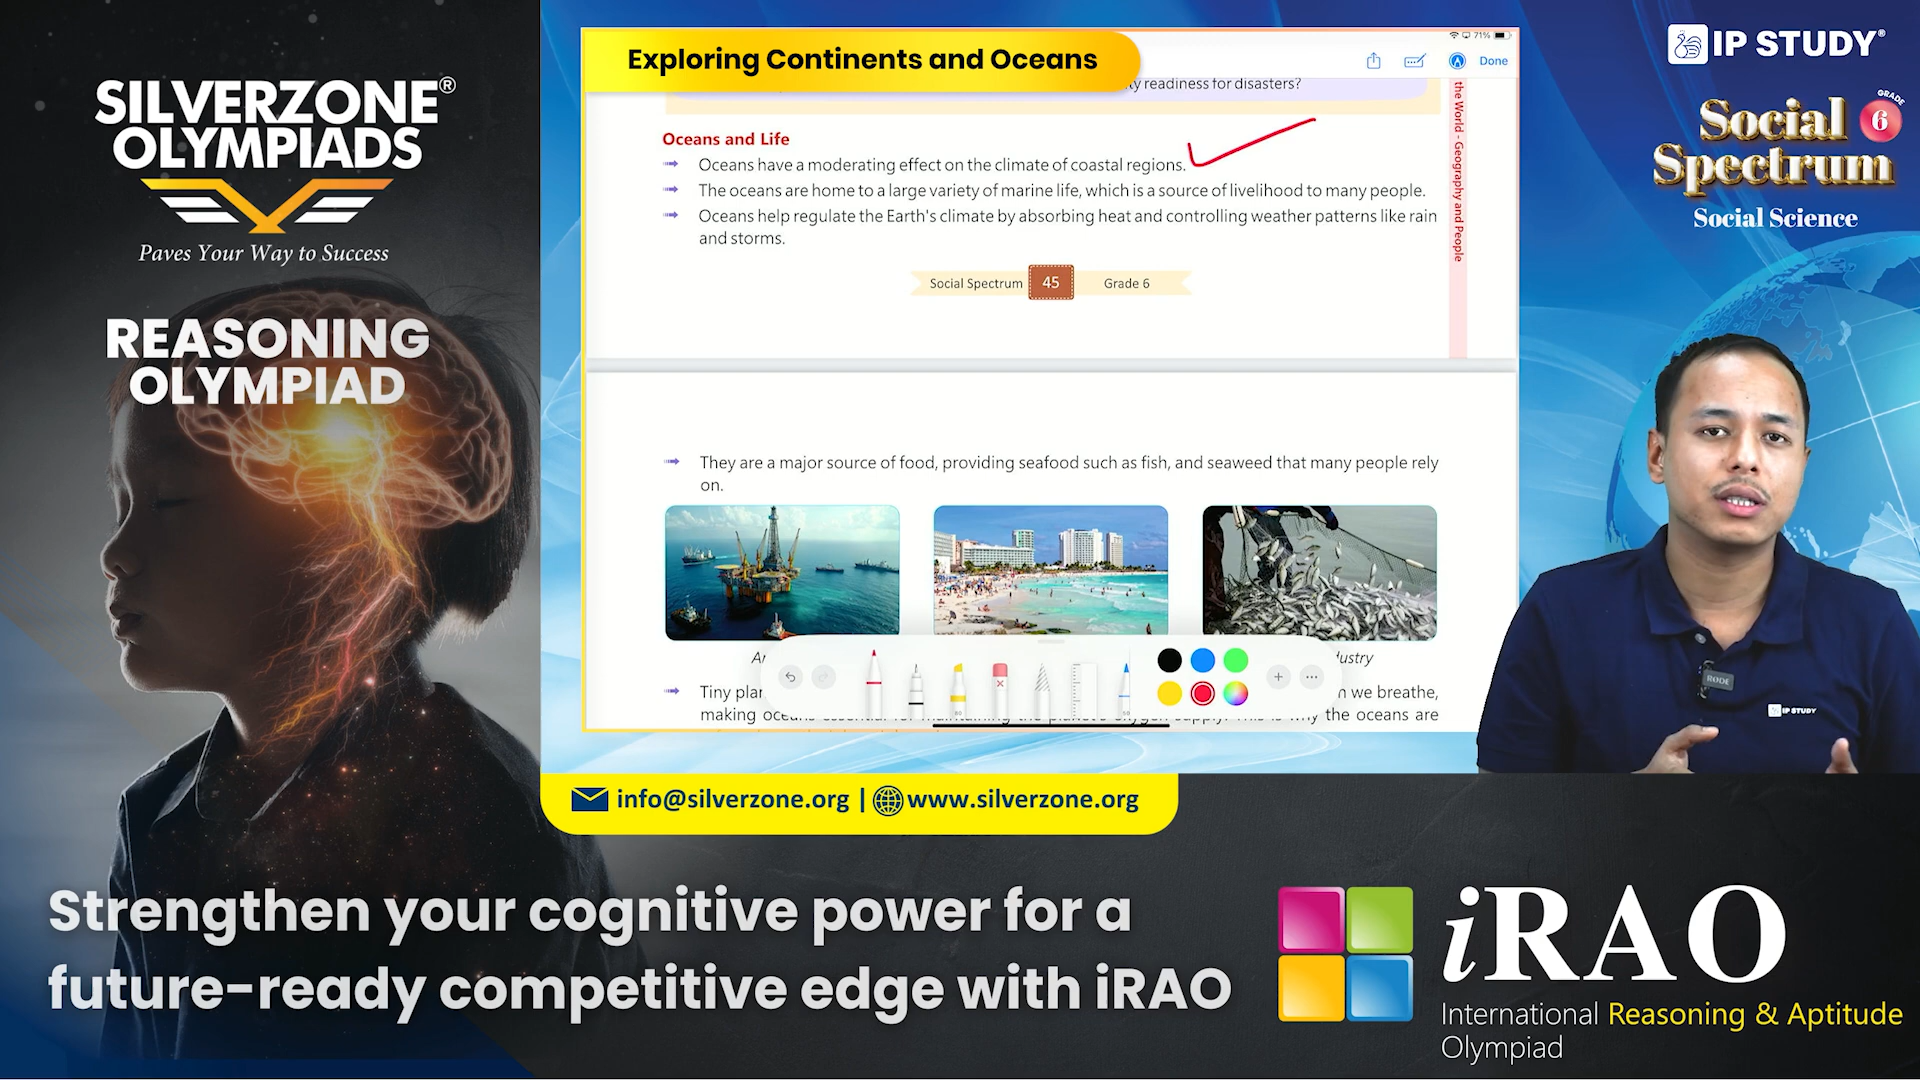 SILVERZONE®
OLYMPIADS
Paves Your Way to Success
REASONING
OLYMPIAD
Exploring Continents and Oceans
71%
Done
readiness for disasters?
the World - Geography and People
Oceans and Life
Oceans have a moderating effect on the climate of coastal regions.
The oceans are home to a large variety of marine life, which is a source of livelihood to many people.
Oceans help regulate the Earth's climate by absorbing heat and controlling weather patterns like rain
and storms.
Social Spectrum 45 Grade 6
They are a major source of food, providing seafood such as fish, and seaweed that many people rely
on.
Tiny
we breathe,
making
the oceans are
IP STUDY®
Social
Spectrum
GRADE
6
Social Science
RODE
IP STUDY
info@silverzone.org | www.silverzone.org
Strengthen your cognitive power for a
future-ready competitive edge with iRAO
iRAO
International Reasoning & Aptitude
Olympiad